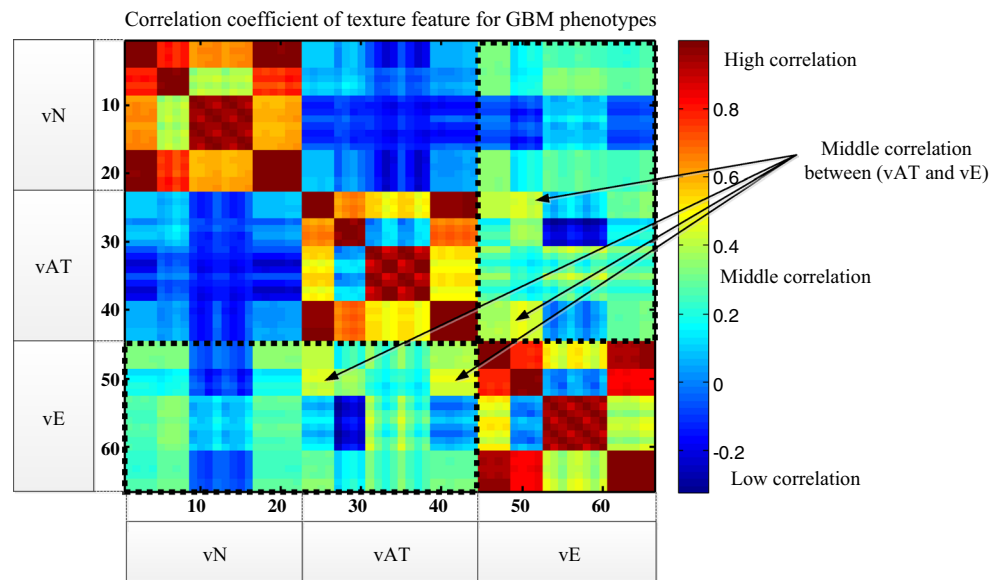 Correlation coefficient of texture feature for GBM phenotypes
vN
vAT
vE
10
20
30
40
50
60
10
20
30
40
50
60
vN
vAT
vE
0.8
0.6
0.4
0.2
0
-0.2
High correlation
Middle correlation
between (vAT and vE)
Middle correlation
Low correlation